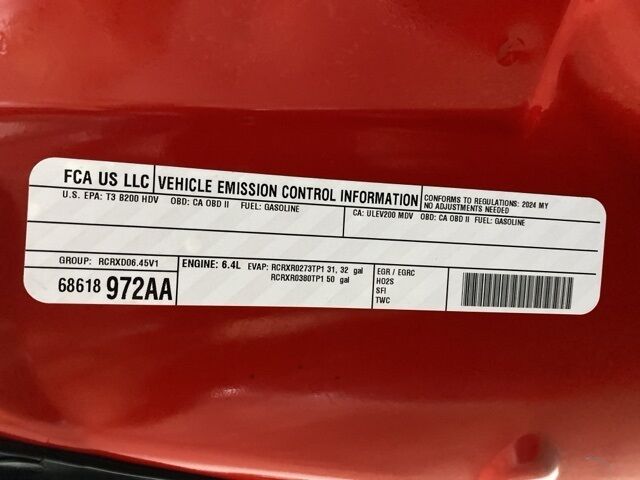 FCA US LLC VEHICLE EMISSION CONTROL INFORMATION CONFORMS TO REGULATIONS: 2024 MY
NO ADJUSTMENTS NEEDED
U.S. EPA: T3 B200 HDV OBD: CA OBD II FUEL: GASOLINE
CA: ULEV200 MDV OBD: CA OBD II FUEL: GASOLINE
GROUP: RCRXD06.45V1
68618 972AA
ENGINE: 6.4L EVAP: RCRXR0273TP1 31, 32 gal
RCRXR0380TP1 50 gal
EGR / EGRC
HO2S
SFI
TWC